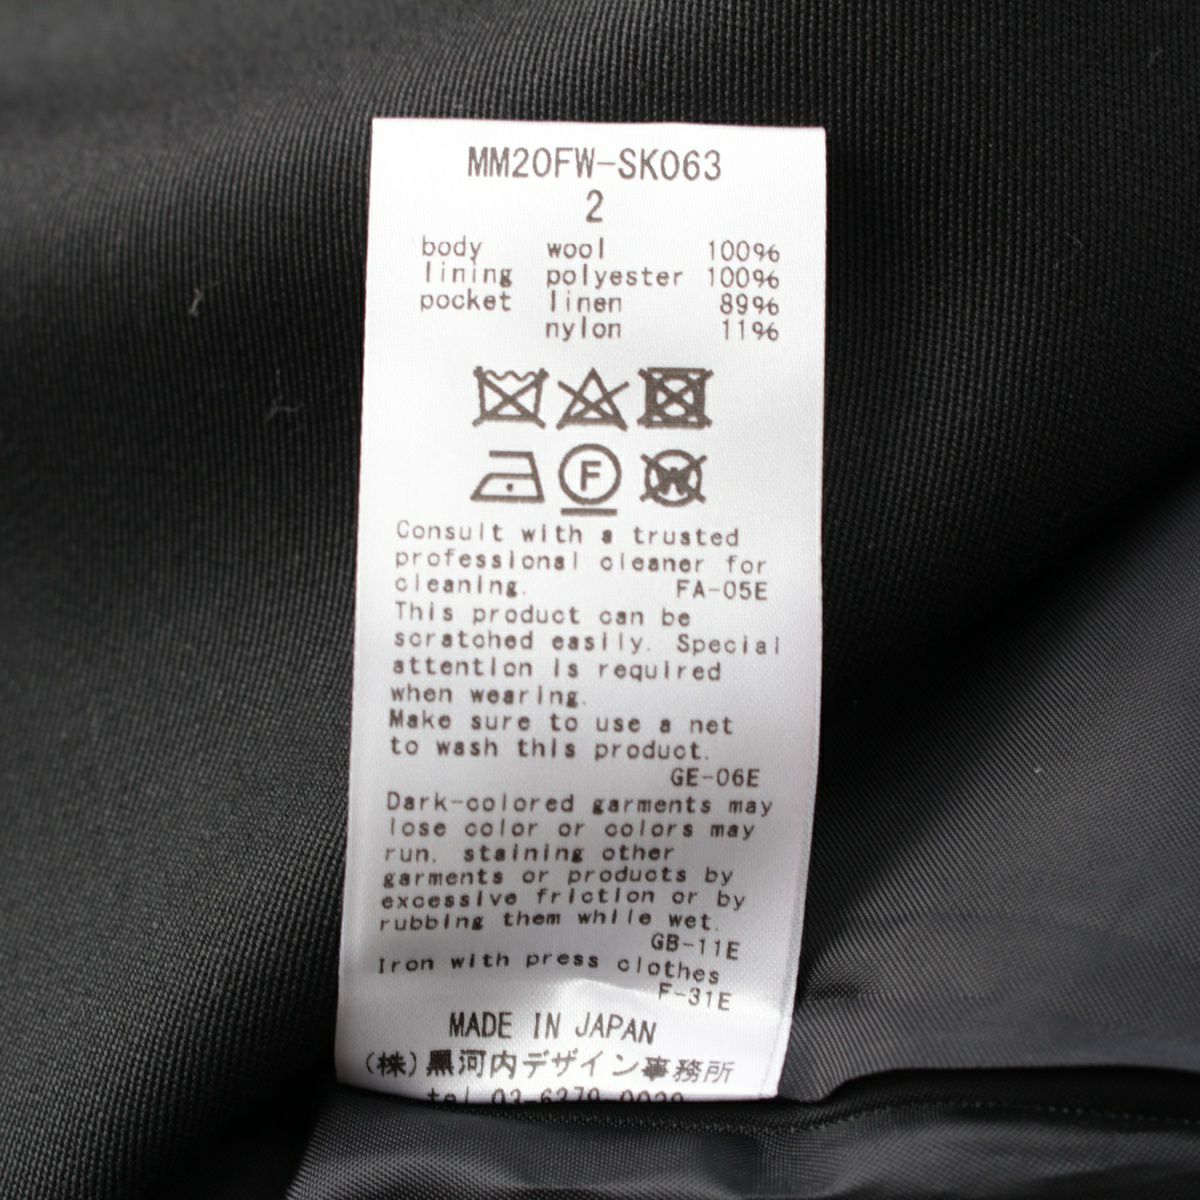 MM20FW-SK063
2
body wool 100%
lining polyester 100%
pocket linen 89%
nylon 11%
F
W
Consult with a trusted
professional cleaner for
cleaning. FA-05E
This product can be
scratched easily. Special
attention is required
when wearing.
Make sure to use a net
to wash this product.
GE-06E
Dark-colored garments may
lose color or colors may
run, staining other
garments or products by
excessive friction or by
rubbing them while wet.
GB-11E
Iron with press clothes
F-31E
MADE IN JAPAN
(株)黒河内デザイン事務所
tel 03-6279-